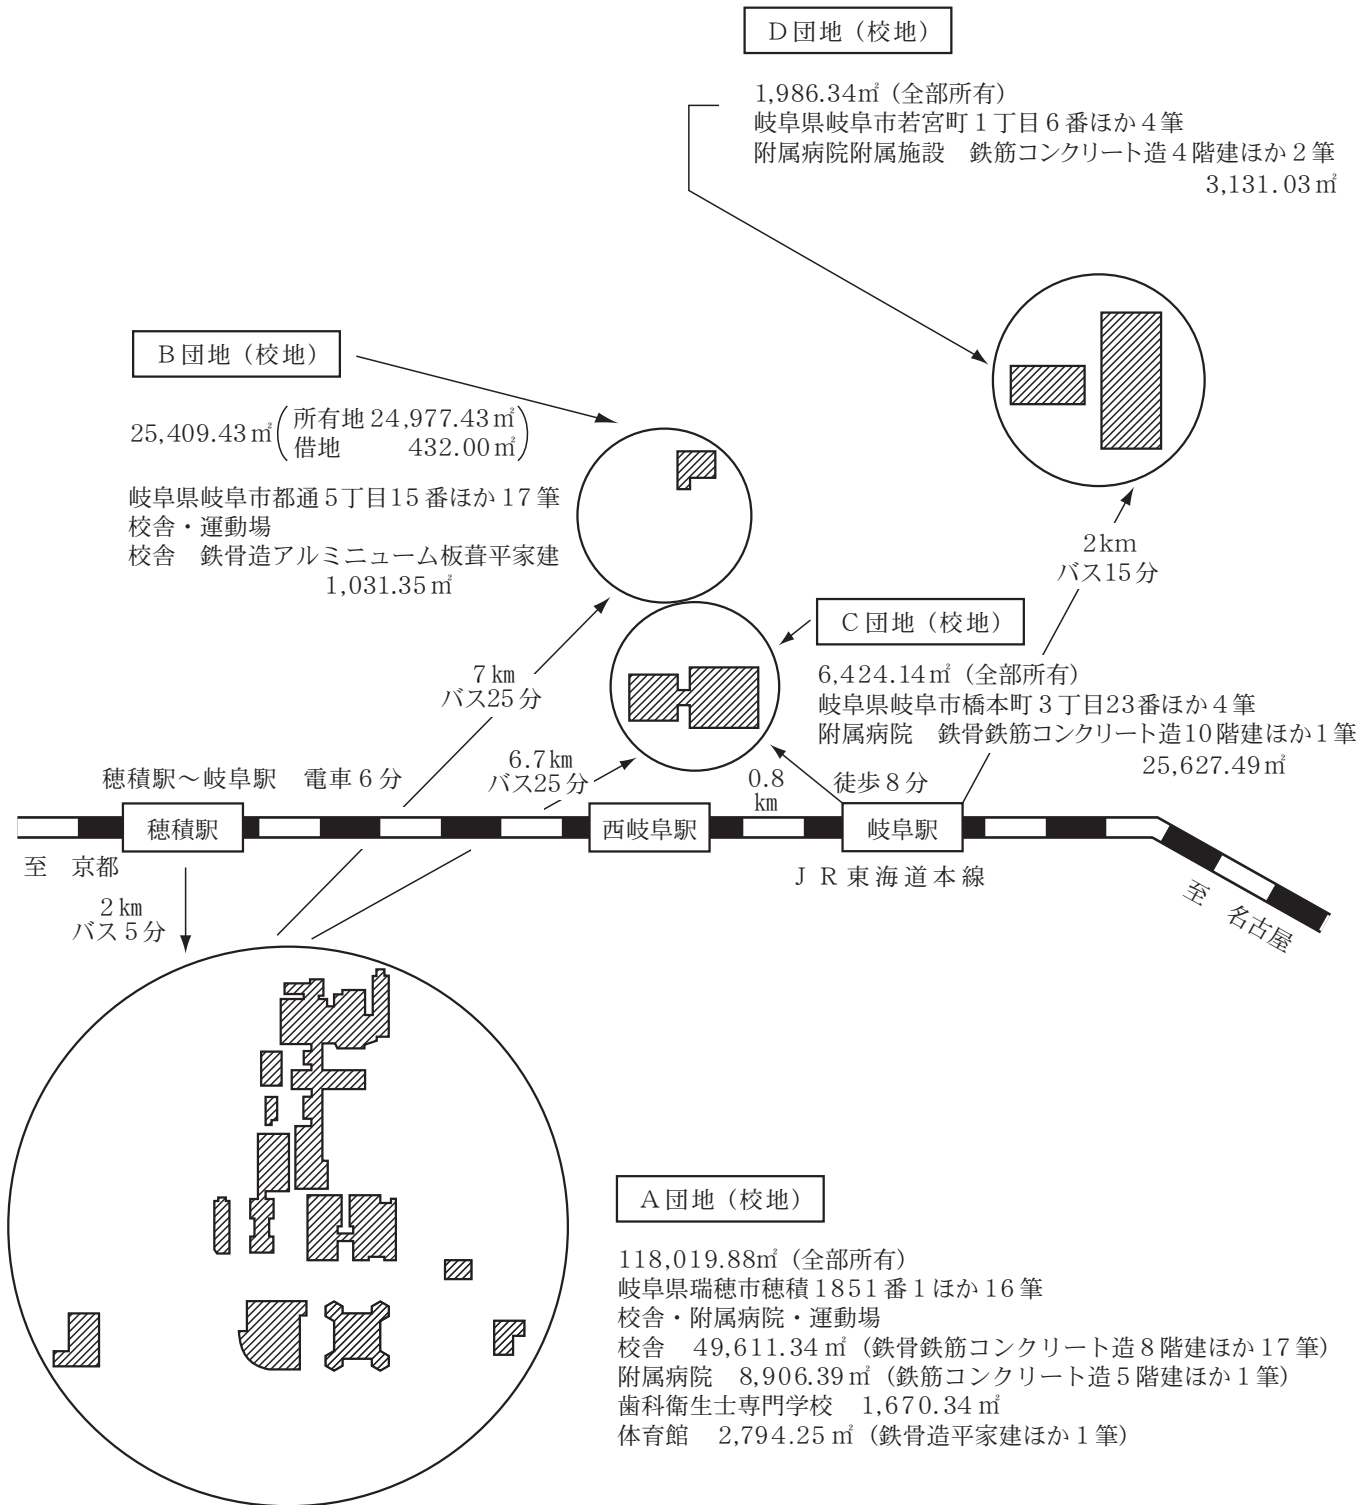 D団地（校地）
1,986.34㎡（全部所有）
岐阜県岐阜市若宮町1丁目6番ほか4筆
附属病院附属施設　鉄筋コンクリート造4階建ほか2筆
3,131.03㎡
B団地（校地）
25,409.43㎡(所有地 24,977.43㎡
借地　432.00㎡)
岐阜県岐阜市都通5丁目15番ほか17筆
校舎・運動場
校舎　鉄骨造アルミニューム板葺平家建
1,031.35㎡
2km
バス15分
C団地（校地）
6,424.14㎡（全部所有）
岐阜県岐阜市橋本町3丁目23番ほか4筆
附属病院　鉄骨鉄筋コンクリート造10階建ほか1筆
25,627.49㎡
7km
バス25分
6.7km
バス25分
0.8
km
徒歩8分
穂積駅～岐阜駅　電車6分
穂積駅
西岐阜駅
岐阜駅
至　京都
JR東海道本線
至　名古屋
2km
バス5分
A団地（校地）
118,019.88㎡（全部所有）
岐阜県瑞穂市穂積1851番1ほか16筆
校舎・附属病院・運動場
校舎　49,611.34㎡（鉄骨鉄筋コンクリート造8階建ほか17筆）
附属病院　8,906.39㎡（鉄筋コンクリート造5階建ほか1筆）
歯科衛生士専門学校　1,670.34㎡
体育館　2,794.25㎡（鉄骨造平家建ほか1筆）